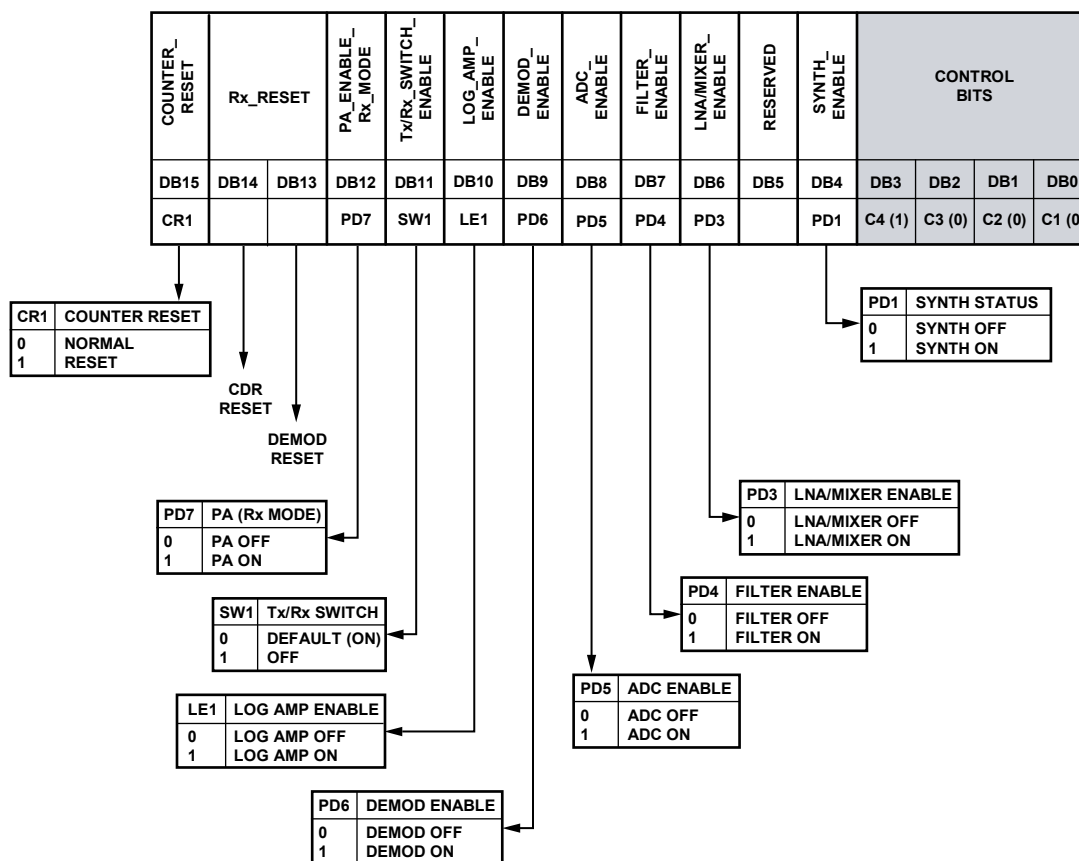 COUNTER_
RESET
Rx_RESET
PA_ENABLE_
Rx_MODE
Tx/Rx_SWITCH_
ENABLE
LOG_AMP_
ENABLE
DEMOD_
ENABLE
ADC_
ENABLE
FILTER_
ENABLE
LNA/MIXER_
ENABLE
RESERVED
SYNTH_
ENABLE
CONTROL
BITS
DB15 DB14 DB13 DB12 DB11 DB10 DB9 DB8 DB7 DB6 DB5 DB4 DB3 DB2 DB1 DB0
CR1 PD7 SW1 LE1 PD6 PD5 PD4 PD3 PD1 C4 (1) C3 (0) C2 (0) C1 (0
CR1 COUNTER RESET
0 NORMAL
1 RESET
PD1 SYNTH STATUS
0 SYNTH OFF
1 SYNTH ON
CDR
RESET
DEMOD
RESET
PD7 PA (Rx MODE)
0 PA OFF
1 PA ON
PD3 LNA/MIXER ENABLE
0 LNA/MIXER OFF
1 LNA/MIXER ON
SW1 Tx/Rx SWITCH
0 DEFAULT (ON)
1 OFF
PD4 FILTER ENABLE
0 FILTER OFF
1 FILTER ON
LE1 LOG AMP ENABLE
0 LOG AMP OFF
1 LOG AMP ON
PD5 ADC ENABLE
0 ADC OFF
1 ADC ON
PD6 DEMOD ENABLE
0 DEMOD OFF
1 DEMOD ON